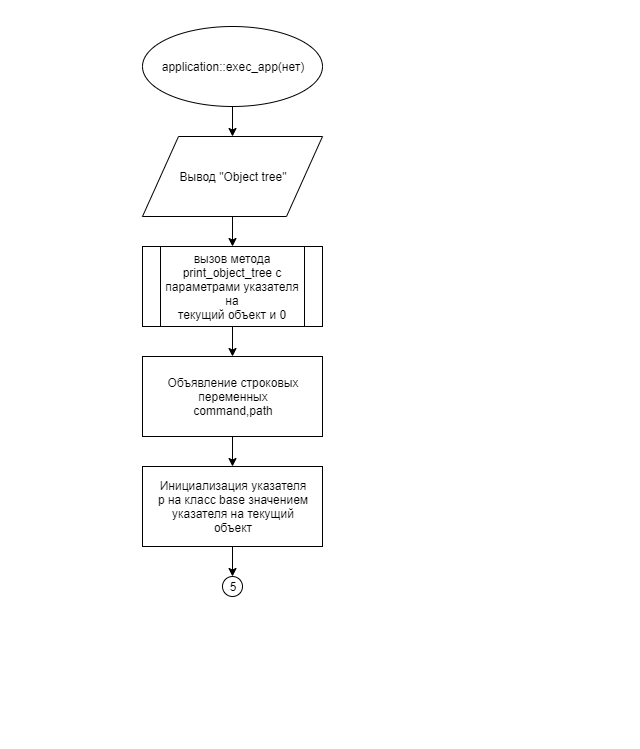 application::exec_app(нет)
Вывод "Object tree"
вызов метода
print_object_tree с
параметрами указателя
на
текущий объект и 0
Объявление строковых
переменных
command,path
Инициализация указателя
p на класс base значением
указателя на текущий
объект
5